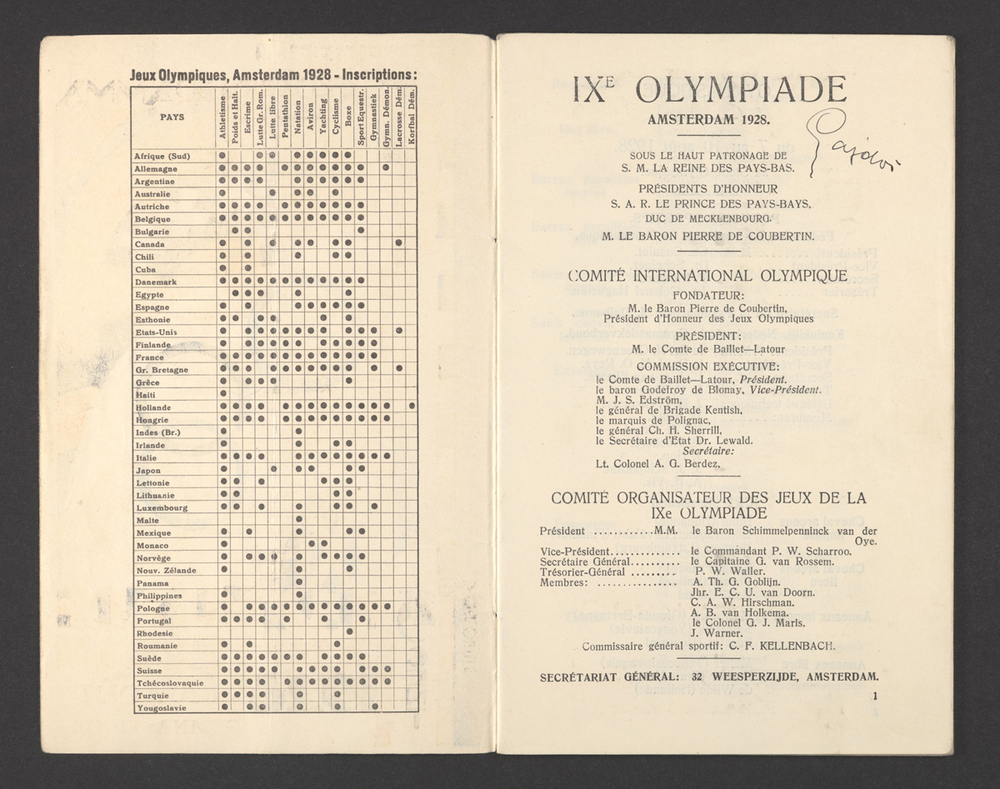 Jeux Olympiques, Amsterdam 1928 - Inscriptions:
PAYS
Athlétisme
Poids et Halt.
Escrime
Lutte Gr. Rom.
Lutte libre
Pentathlon
Natation
Aviron
Yachting
Cyclisme
Boxe
Sport Equestr.
Gymnastiek
Gymn. Démon.
Lacrosse Dém.
Korfbal Dém.
Afrique (Sud)
Allemagne
Argentine
Australie
Autriche
Belgique
Bulgarie
Canada
Chili
Cuba
Danemark
Egypte
Espagne
Esthonie
Etats-Unis
Finlande
France
Gr. Bretagne
Grèce
Haiti
Hollande
Hongrie
Indes (Br.)
Irlande
Italie
Japon
Lettonie
Lithuanie
Luxembourg
Malte
Mexique
Monaco
Norvège
Nouv. Zélande
Panama
Philippines
Pologne
Portugal
Rhodesie
Roumanie
Suède
Suisse
Tchécoslovaquie
Turquie
Yougoslavie
IXE OLYMPIADE
AMSTERDAM 1928.
SOUS LE HAUT PATRONAGE DE
S. M. LA REINE DES PAYS-BAS.
PRÉSIDENTS D'HONNEUR
S. A. R. LE PRINCE DES PAYS-BAYS,
DUC DE MECKLENBOURG.
M. LE BARON PIERRE DE COUBERTIN.
COMITÉ INTERNATIONAL OLYMPIQUE
FONDATEUR:
M. le Baron Pierre de Coubertin,
Président d'Honneur des Jeux Olympiques
PRÉSIDENT:
M. le Comte de Baillet—Latour
COMMISSION EXÉCUTIVE:
le Comte de Baillet—Latour, Président.
le baron Godefroy de Blonay, Vice-Président.
M. J. S. Edström,
le général de Brigade Kentish,
le marquis de Polignac,
le général Ch. H. Sherrill,
le Secrétaire d'Etat Dr. Lewald.
Secrétaire:
Lt. Colonel A. G. Berdez,
COMITÉ ORGANISATEUR DES JEUX DE LA
IXe OLYMPIADE
Président ............M.M. le Baron Schimmelpenninck van der
Oye.
Vice-Président.............. le Commandant P. W. Scharroo.
Secrétaire Général.......... le Capitaine G. van Rossem.
Trésorier-Général ......... P. W. Waller.
Membres: ................ A. Th. G. Goblijn.
Jhr. E. C. U. van Doorn.
C. A. W. Hirschman.
A. B. van Holkema.
le Colonel G. J. Maris.
J. Warner.
Commissaire général sportif: C. F. KELLENBACH.
SECRÉTARIAT GÉNÉRAL: 32 WEESPERZIJDE, AMSTERDAM.
1